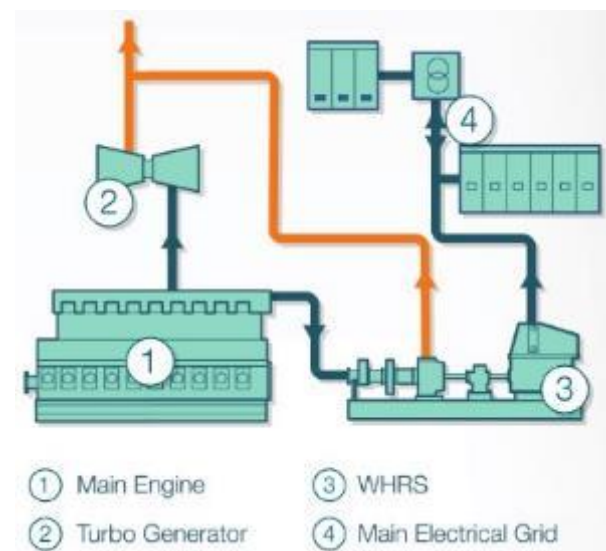 4
2
1
3
1 Main Engine
3 WHRS
2 Turbo Generator
4 Main Electrical Grid